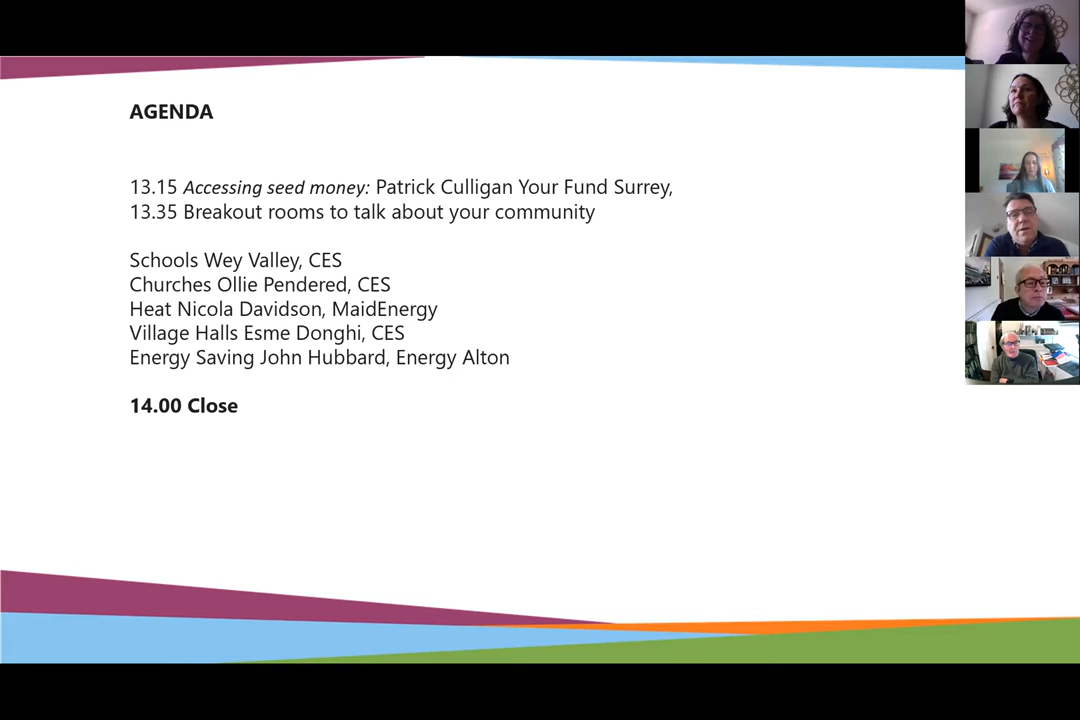 AGENDA
13.15 Accessing seed money: Patrick Culligan Your Fund Surrey,
13.35 Breakout rooms to talk about your community
Schools Wey Valley, CES
Churches Ollie Pendered, CES
Heat Nicola Davidson, MaidEnergy
Village Halls Esme Donghi, CES
Energy Saving John Hubbard, Energy Alton
14.00 Close